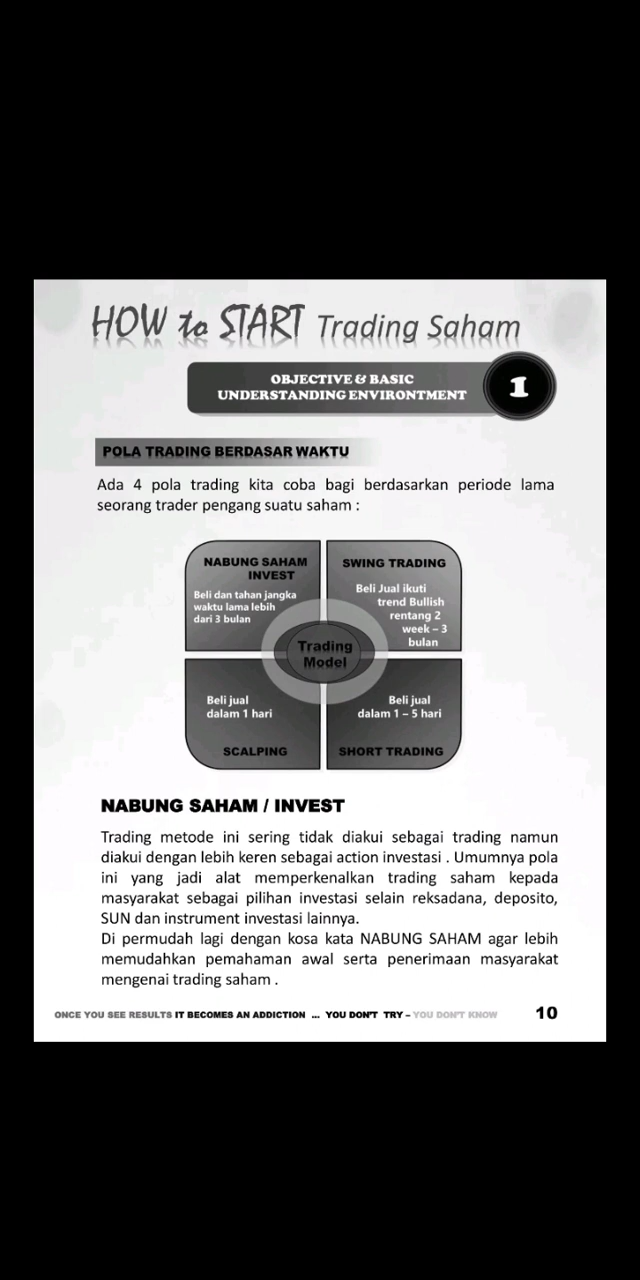 HOW to START Trading Saham
OBJECTIVE & BASIC
UNDERSTANDING ENVIRONTMENT
1
POLA TRADING BERDASAR WAKTU
Ada 4 pola trading kita coba bagi berdasarkan periode lama
seorang trader pengang suatu saham :
NABUNG SAHAM
INVEST
Beli dan tahan jangka
waktu lama lebih
dari 3 bulan
SWING TRADING
Beli Jual ikuti
trend Bullish
rentang 2
week – 3
bulan
Trading
Model
Beli jual
dalam 1 hari
SCALPING
Beli jual
dalam 1 – 5 hari
SHORT TRADING
NABUNG SAHAM / INVEST
Trading metode ini sering tidak diakui sebagai trading namun
diakui dengan lebih keren sebagai action investasi . Umumnya pola
ini yang jadi alat memperkenalkan trading saham kepada
masyarakat sebagai pilihan investasi selain reksadana, deposito,
SUN dan instrument investasi lainnya.
Di permudah lagi dengan kosa kata NABUNG SAHAM agar lebih
memudahkan pemahaman awal serta penerimaan masyarakat
mengenai trading saham .
ONCE YOU SEE RESULTS IT BECOMES AN ADDICTION ... YOU DON'T TRY – YOU DON'T KNOW
10